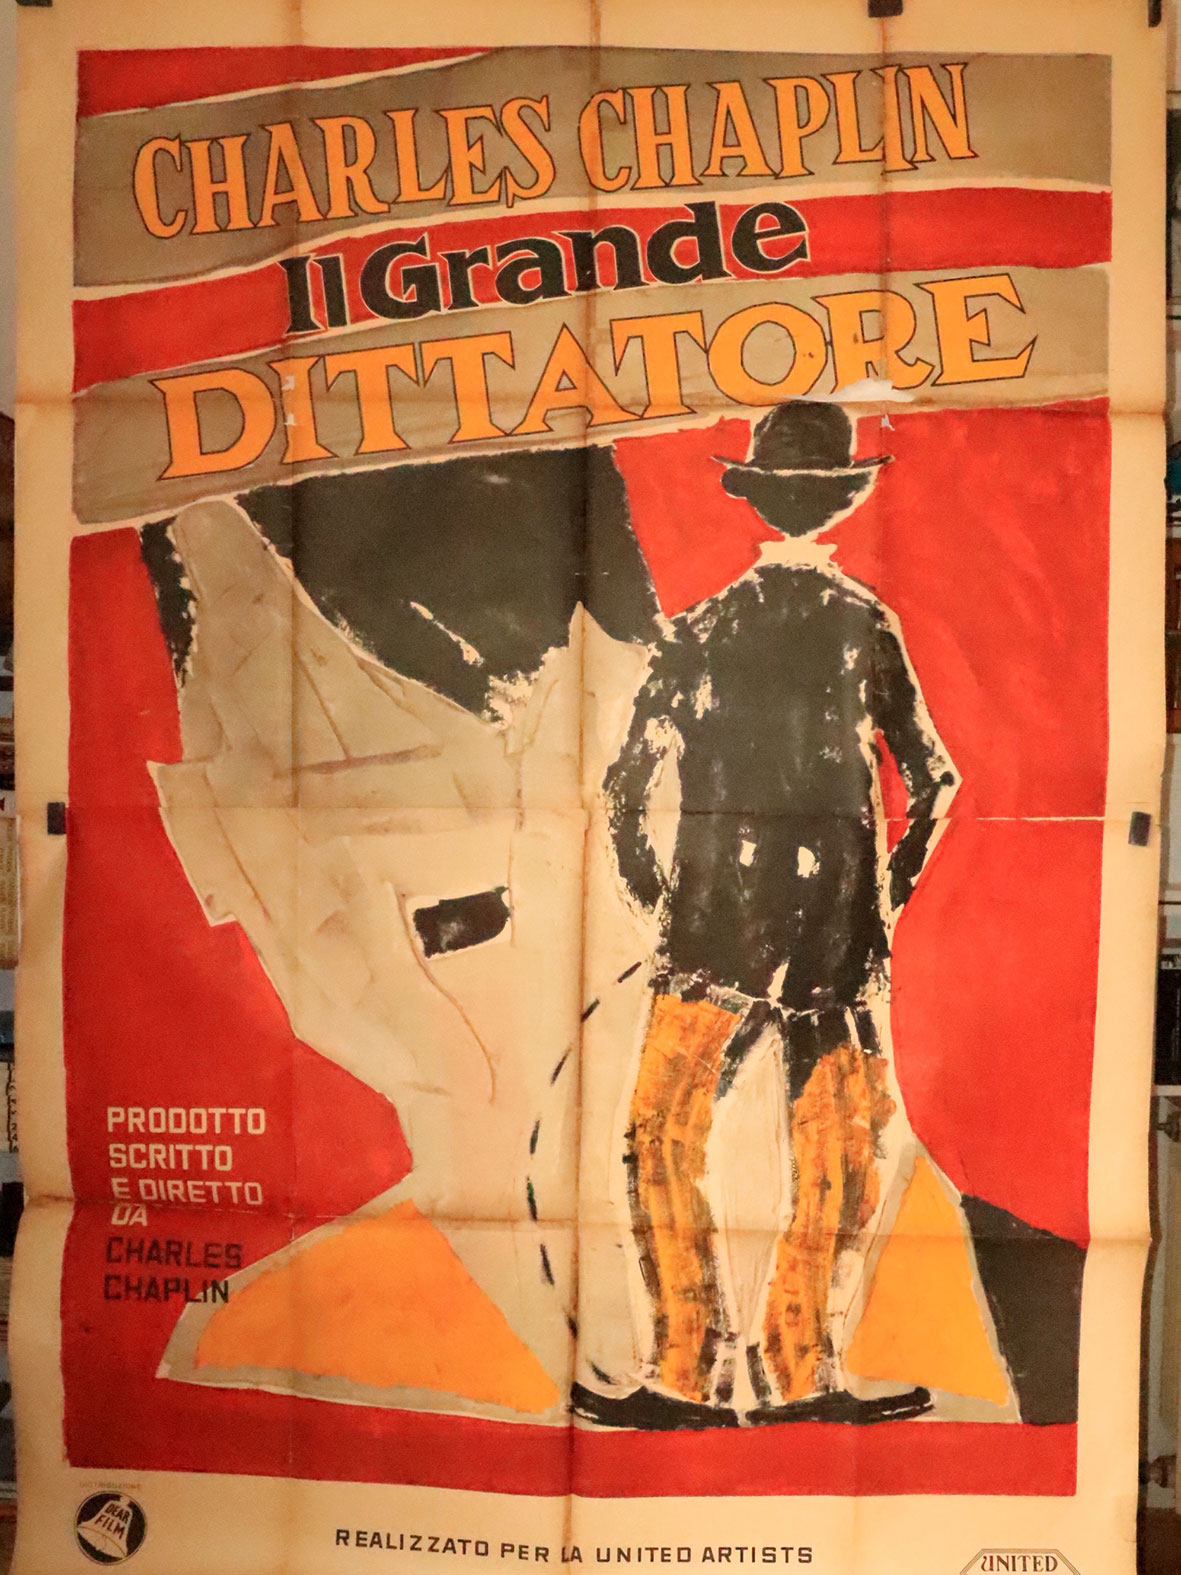 CHARLES CHAPLIN
Il Grande
DITTATORE
PRODOTTO
SCRITTO
E DIRETTO
DA
CHARLES
CHAPLIN
DISTRIBUZIONE
DEAR
FILM
REALIZZATO PER LA UNITED ARTISTS
UNITED